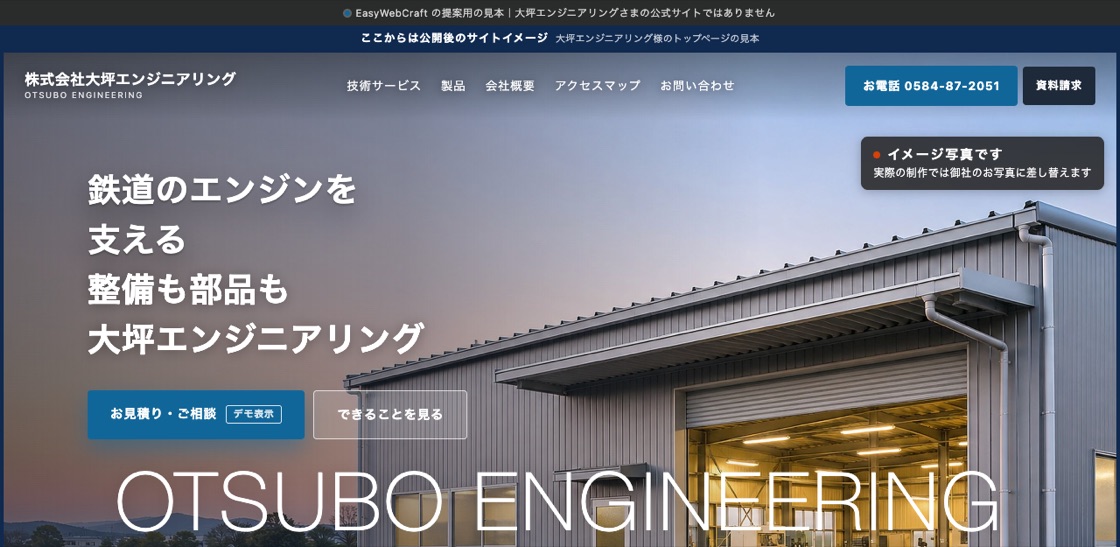 EasyWebCraft の提案用の見本｜大坪エンジニアリングさまの公式サイトではありません
ここからは公開後のサイトイメージ 大坪エンジニアリング様のトップページの見本
株式会社大坪エンジニアリング
OTSUBO ENGINEERING
技術サービス 製品 会社概要 アクセスマップ お問い合わせ
お電話 0584-87-2051
資料請求
イメージ写真です
実際の制作では御社のお写真に差し替えます
鉄道のエンジンを
支える
整備も部品も
大坪エンジニアリング
お見積り・ご相談 デモ表示
できることを見る
OTSUBO ENGINEERING